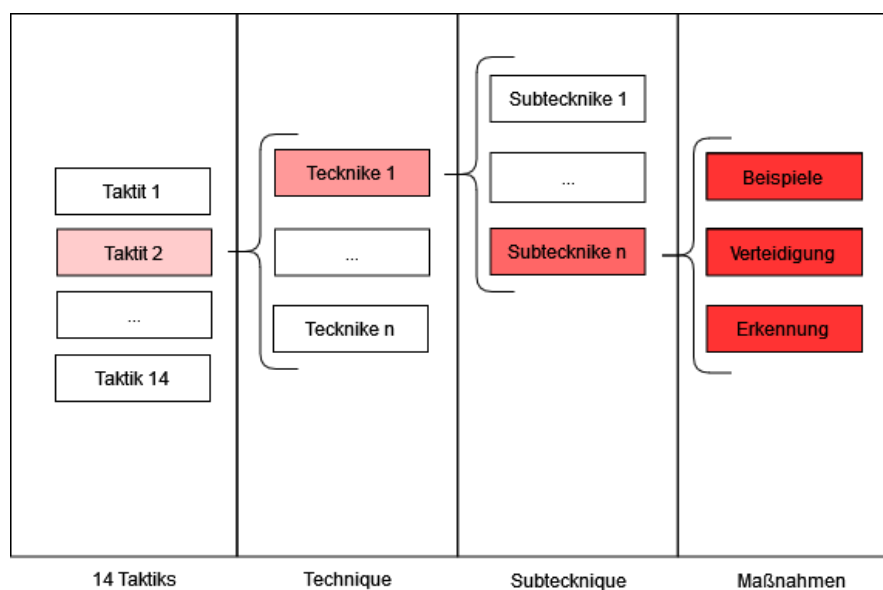 Taktit 1
Taktit 2
...
Taktik 14
Tecknike 1
...
Tecknike n
Subtecknike 1
...
Subtecknike n
Beispiele
Verteidigung
Erkennung
14 Taktiks
Technique
Subtecknique
Maßnahmen